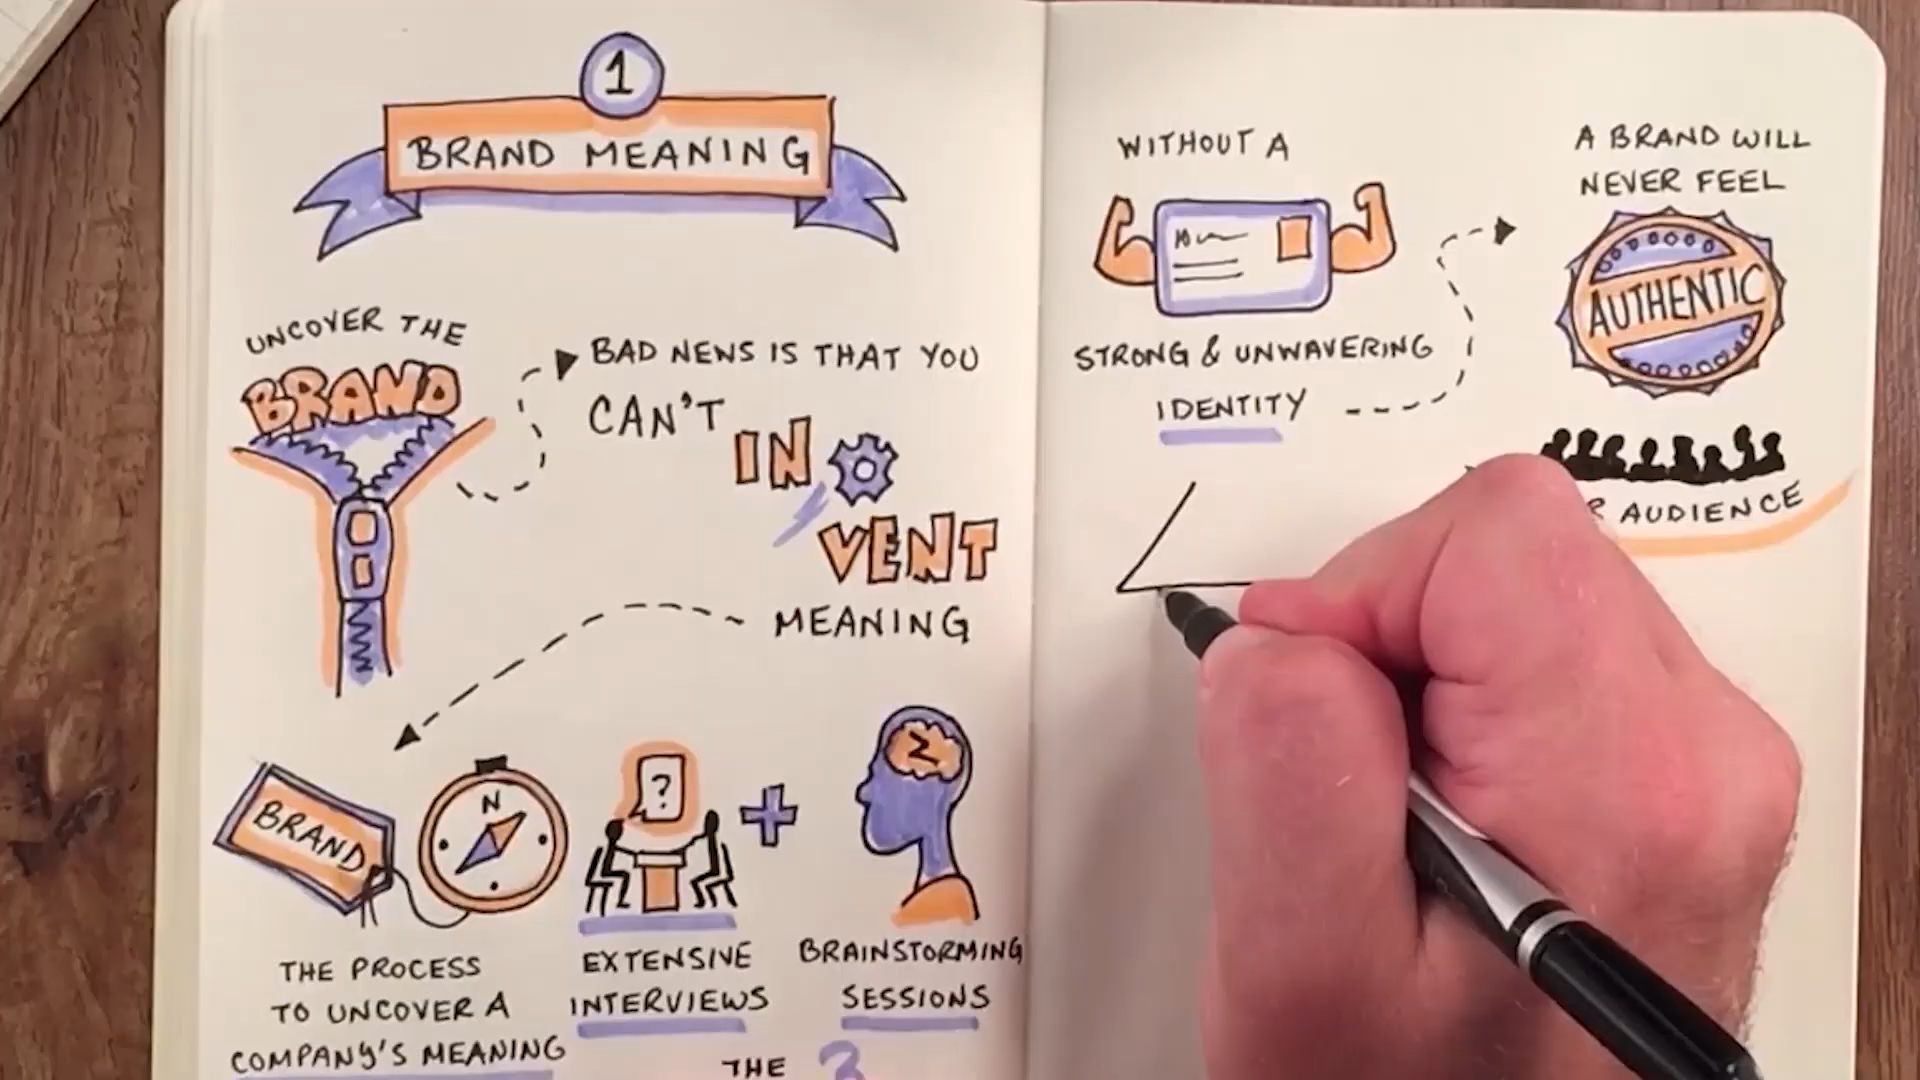 1
BRAND MEANING
UNCOVER THE
BRAND
BAD NEWS IS THAT YOU
CAN'T
IN
VENT
MEANING
BRAND
N
?
THE PROCESS
TO UNCOVER A
COMPANY'S MEANING
EXTENSIVE
INTERVIEWS
BRAINSTORMING
SESSIONS
THE 3
WITHOUT A
STRONG & UNWAVERING
IDENTITY
A BRAND WILL
NEVER FEEL
AUTHENTIC
AUDIENCE